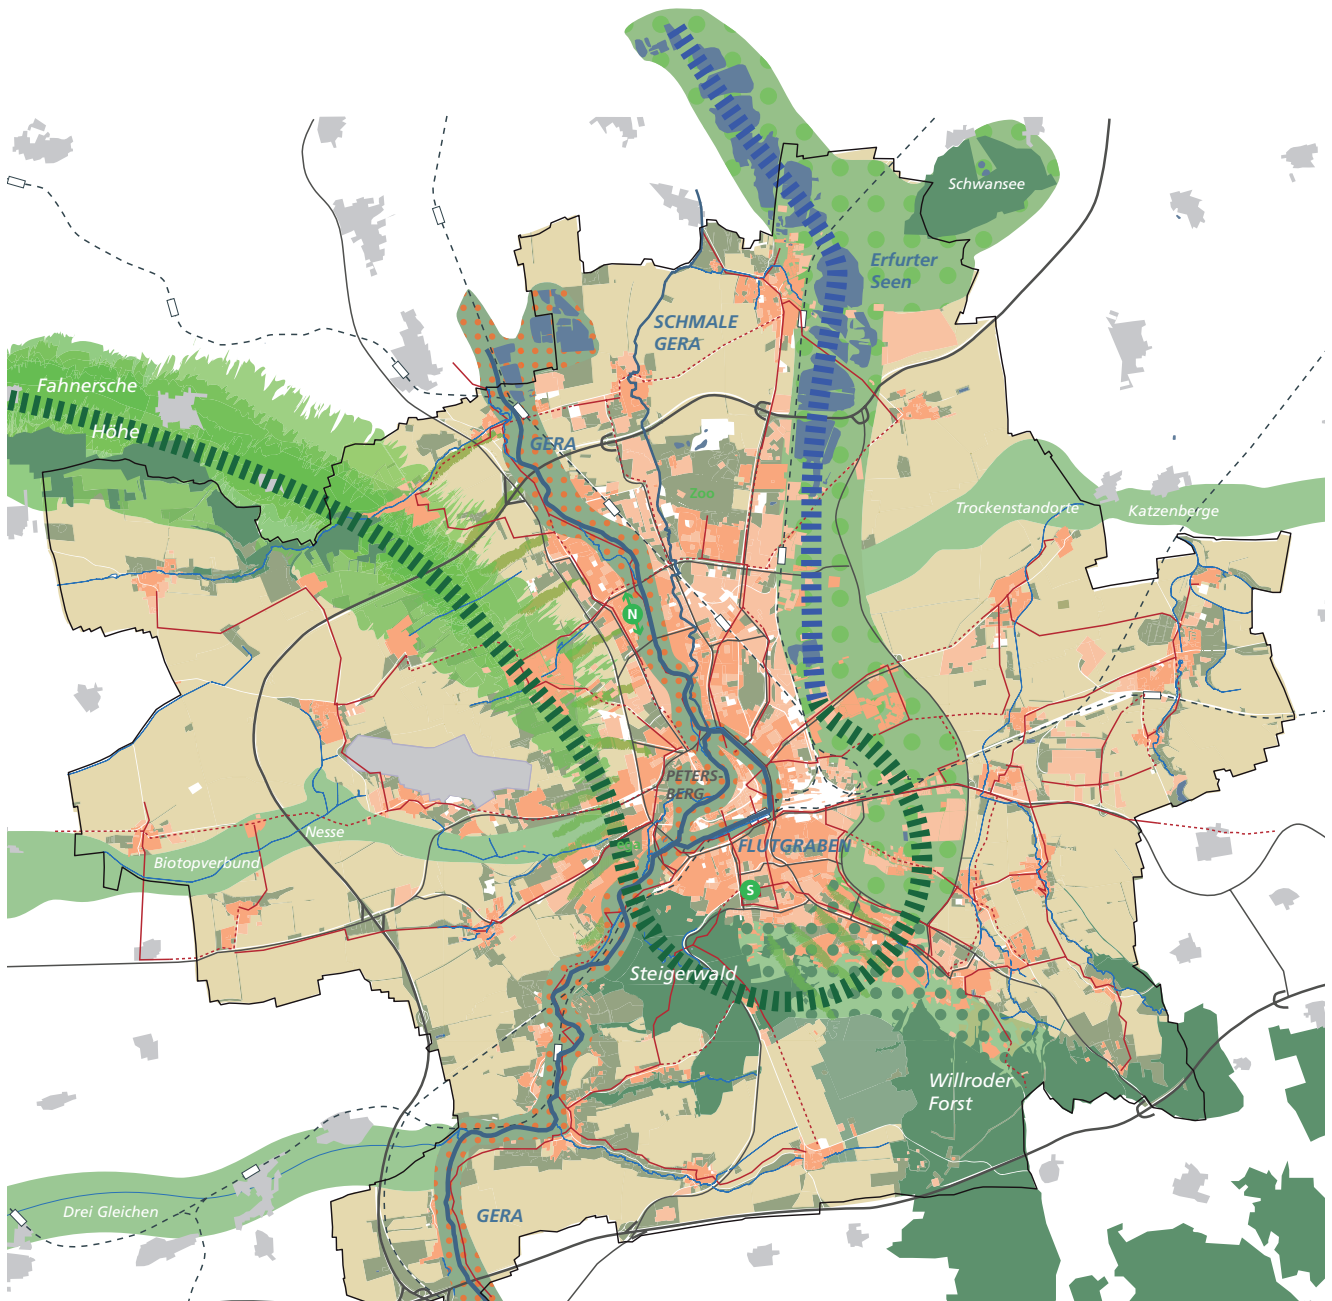 Schwansee
Erfurter
Seen
SCHMALE
GERA
Fahnersche
Höhe
GERA
Zoo
Trockenstandorte
Katzenberge
N
PETERS-
BERG
Nesse
Biotopverbund
FLUTGRABEN
S
Steigerwald
Willroder
Forst
Drei Gleichen
GERA